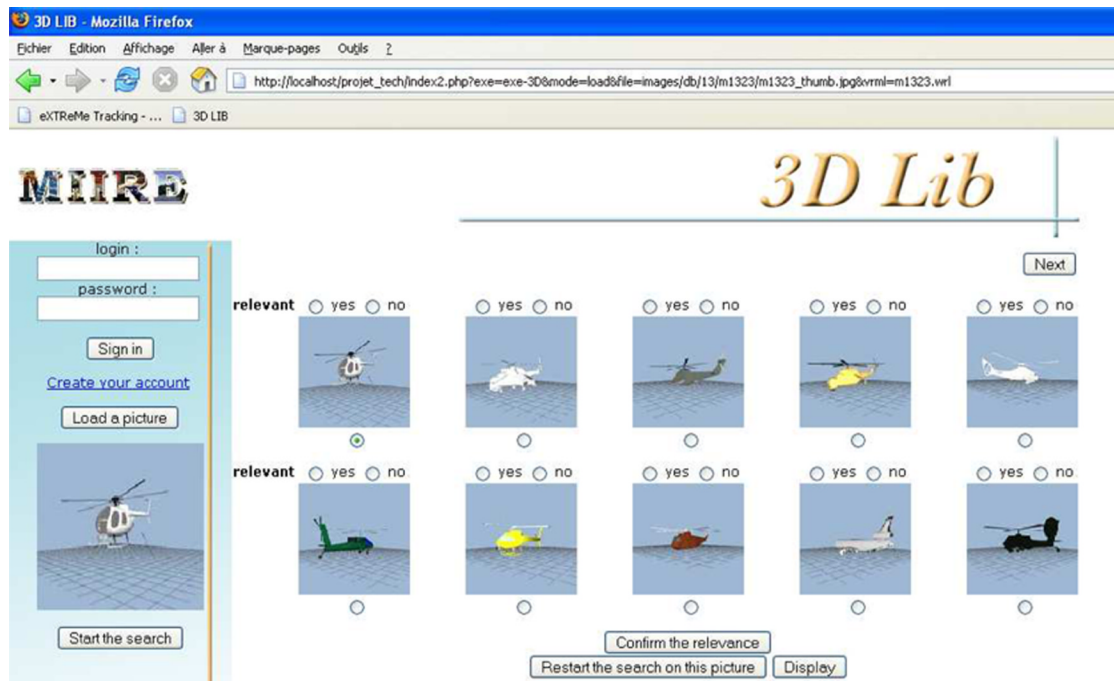 3D LIB - Mozilla Firefox
Fichier Edition Affichage Aller à Marque-pages Outils ?
http://localhost/projet_tech/index2.php?exe=exe-3D&mode=load&file=images/db/13/m1323/m1323_thumb.jpg&vrml=m1323.wrl
eXTReMe Tracking - ... 3D LIB
MIIRE
3D Lib
login :
password :
Sign in
Create your account
Load a picture
Start the search
Next
relevant yes no yes no yes no yes no yes no
relevant yes no yes no yes no yes no yes no
Confirm the relevance
Restart the search on this picture Display